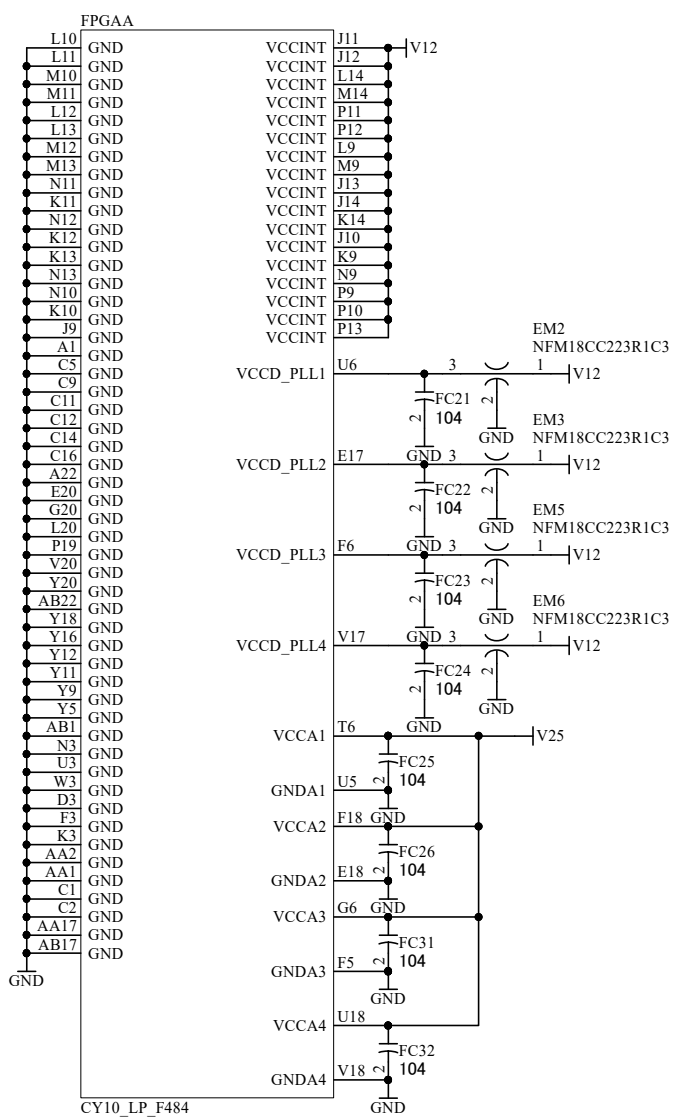 FPGAA
L10 GND VCCINT J11 V12
L11 GND VCCINT J12
M10 GND VCCINT L14
M11 GND VCCINT M14
L12 GND VCCINT P11
L13 GND VCCINT P12
M12 GND VCCINT L9
M13 GND VCCINT M9
N11 GND VCCINT J13
K11 GND VCCINT J14
N12 GND VCCINT K14
K12 GND VCCINT J10
K13 GND VCCINT K9
N13 GND VCCINT N9
N10 GND VCCINT P9
K10 GND VCCINT P10
J9 GND VCCINT P13
A1 GND
C5 GND
C9 GND
C11 GND
C12 GND
C14 GND
C16 GND
A22 GND
E20 GND
G20 GND
L20 GND
P19 GND
V20 GND
Y20 GND
AB22 GND
Y18 GND
Y16 GND
Y12 GND
Y11 GND
Y9 GND
Y5 GND
AB1 GND
N3 GND
U3 GND
W3 GND
D3 GND
F3 GND
K3 GND
AA2 GND
AA1 GND
C1 GND
C2 GND
AA17 GND
AB17 GND
GND
EM2
NFM18CC223R1C3
VCCD_PLL1 U6 3 1 V12
FC21
104
2 2
GND GND
EM3
NFM18CC223R1C3
VCCD_PLL2 E17 3 1 V12
FC22
104
2 2
GND GND
EM5
NFM18CC223R1C3
VCCD_PLL3 F6 3 1 V12
FC23
104
2 2
GND GND
EM6
NFM18CC223R1C3
VCCD_PLL4 V17 3 1 V12
FC24
104
2 2
GND GND
VCCA1 T6 V25
FC25
104
GNDA1 U5 2
GND
VCCA2 F18
FC26
104
GNDA2 E18 2
GND
VCCA3 G6
FC31
104
GNDA3 F5 2
GND
VCCA4 U18
FC32
104
GNDA4 V18 2
GND
CY10_LP_F484